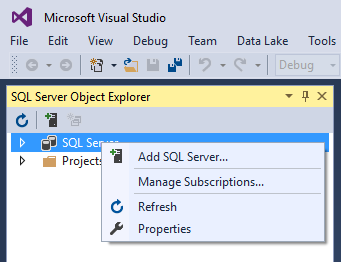 Microsoft Visual Studio
File Edit View Debug Team Data Lake Tools
Debug
SQL Server Object Explorer
SQL Server
Add SQL Server...
Projects
Manage Subscriptions...
Refresh
Properties